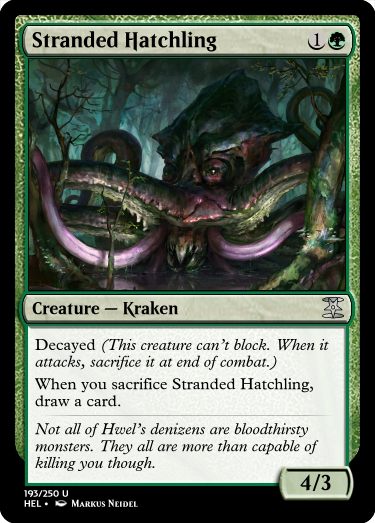 Stranded Hatchling 1
Creature — Kraken
Decayed (This creature can't block. When it
attacks, sacrifice it at end of combat.)
When you sacrifice Stranded Hatchling,
draw a card.
Not all of Hwel's denizens are bloodthirsty
monsters. They all are more than capable of
killing you though.
4/3
193/250 U
HEL • Markus Neidel